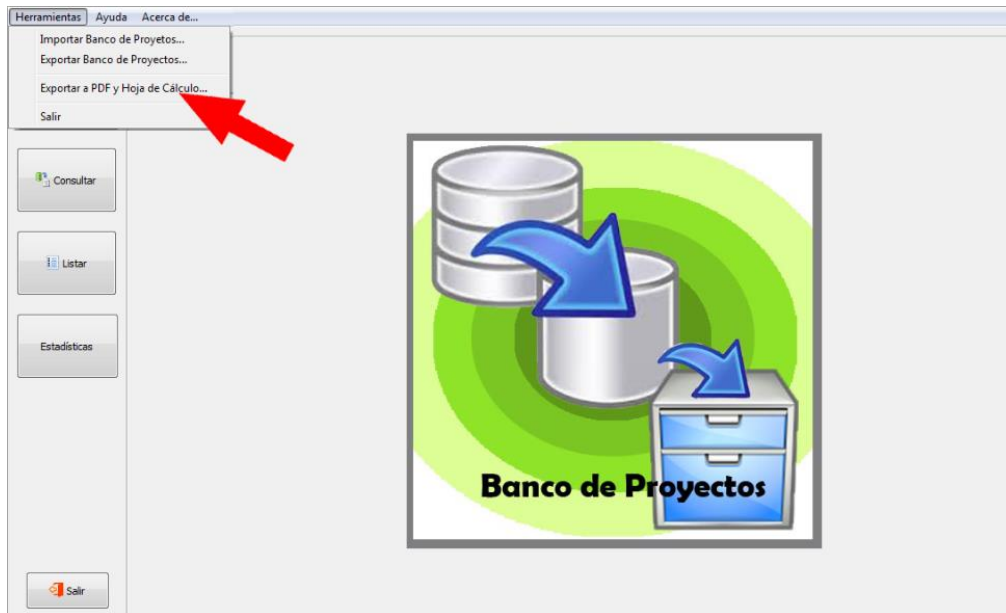 Herramientas Ayuda Acerca de...
Importar Banco de Proyetos...
Exportar Banco de Proyectos...
Exportar a PDF y Hoja de Cálculo...
Salir
Consultar
Listar
Estadísticas
Banco de Proyectos
Salir